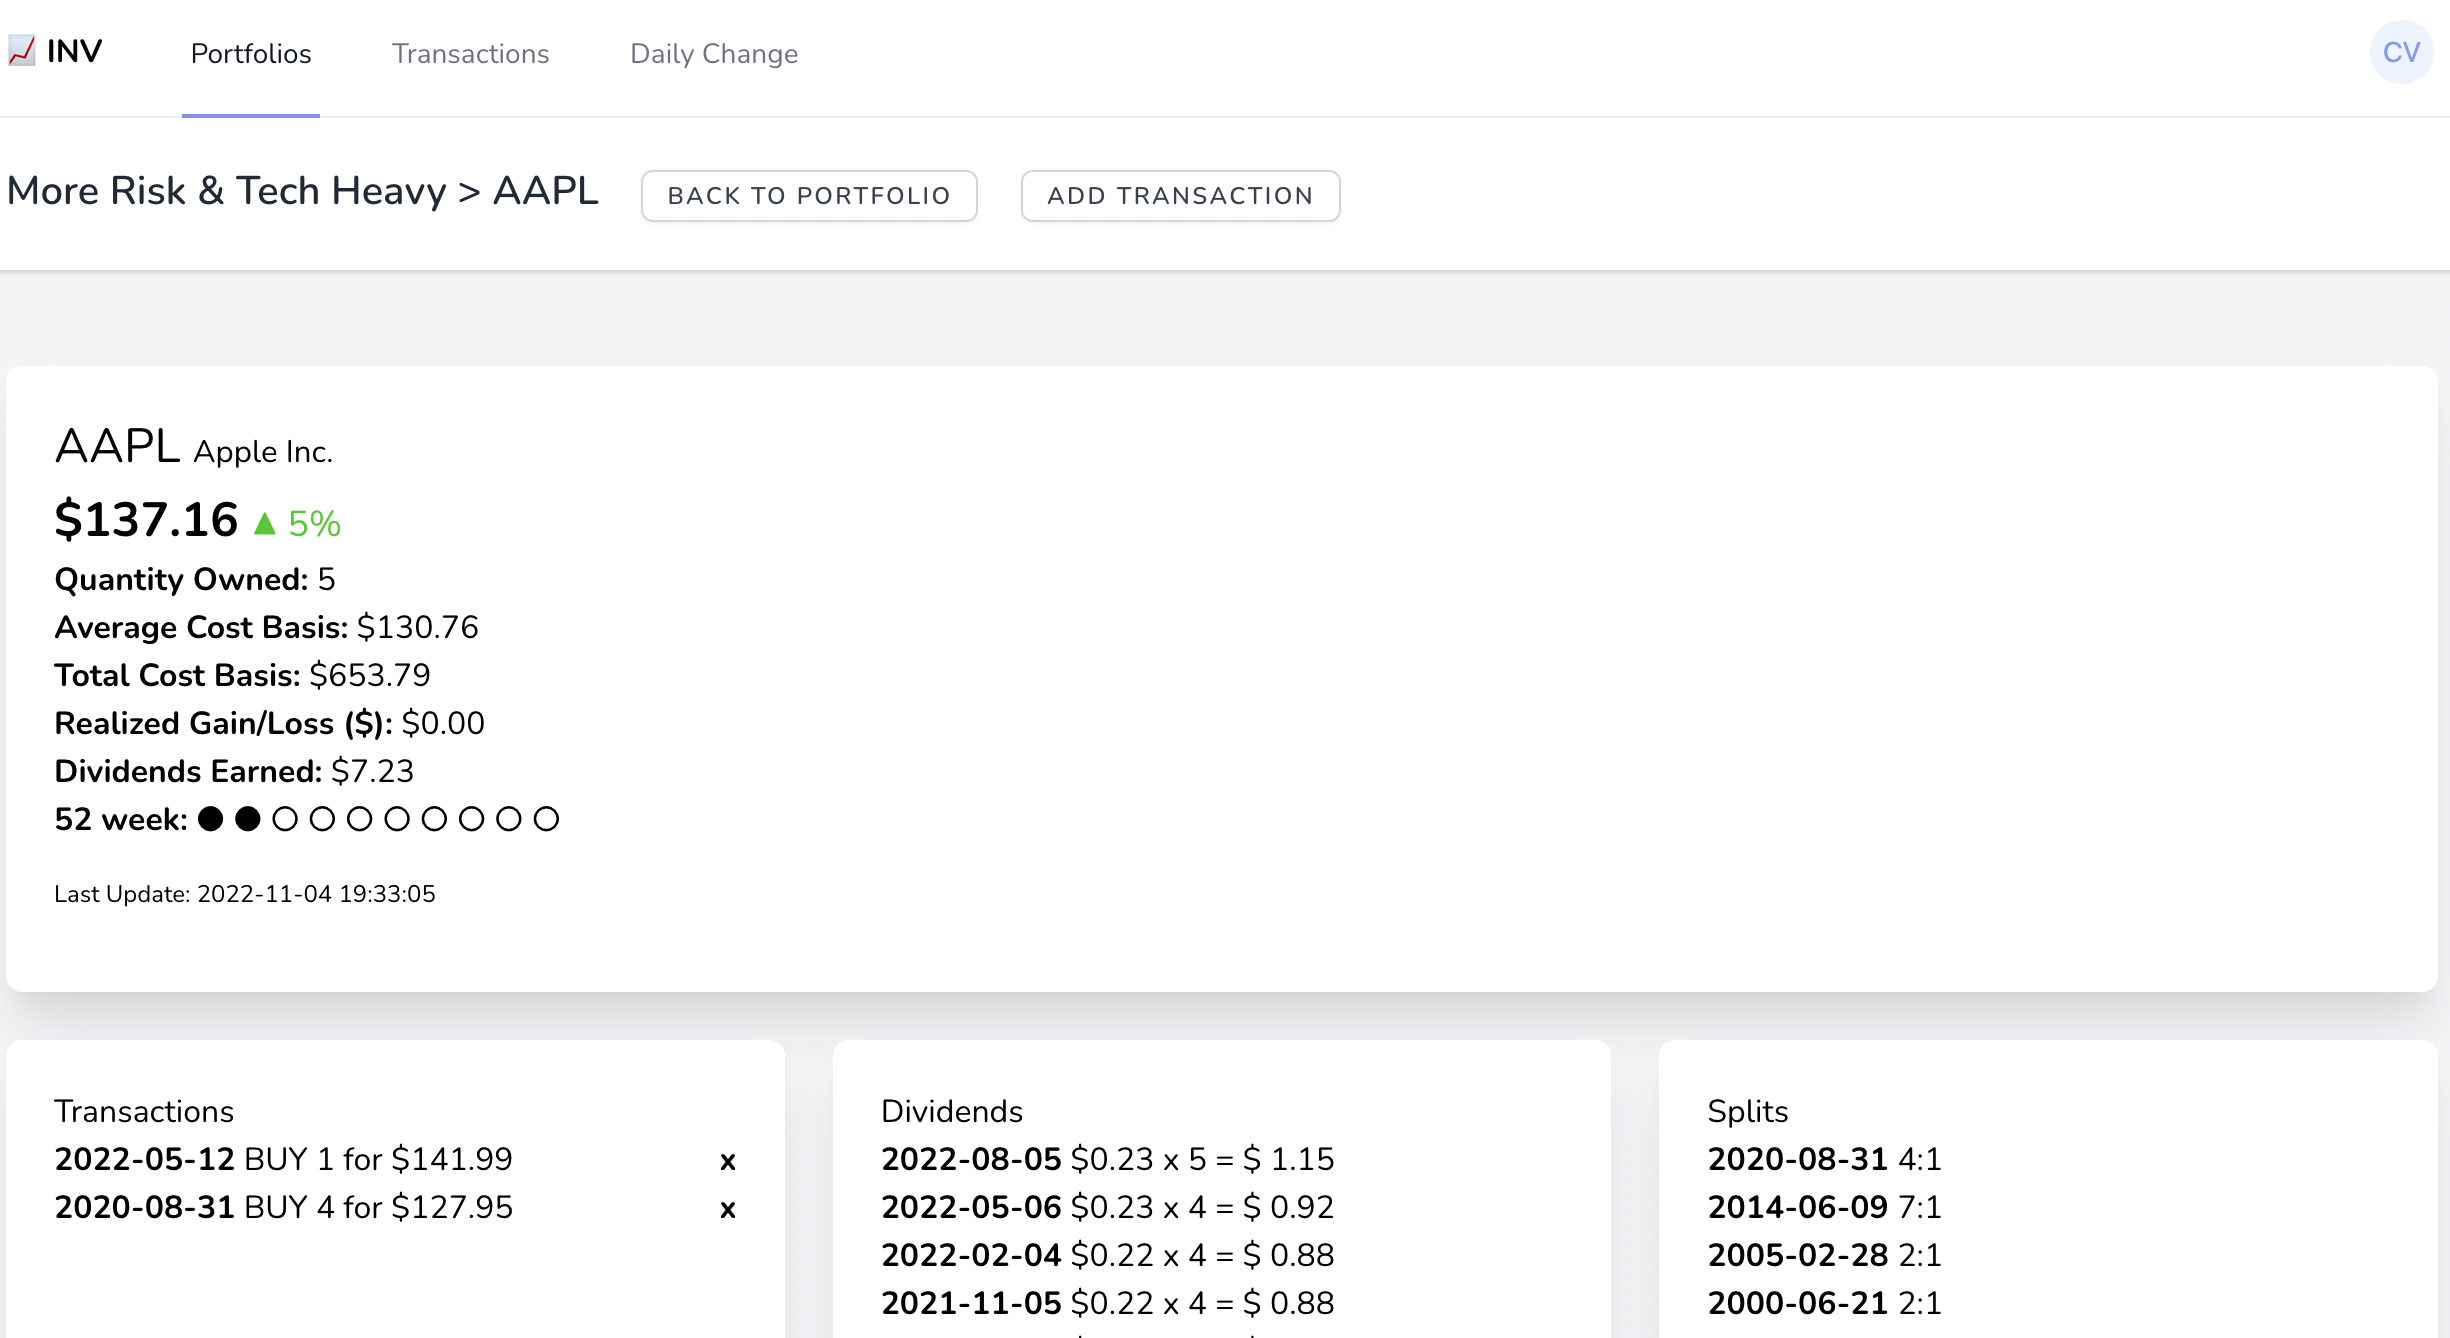 INV Portfolios Transactions Daily Change CV
More Risk & Tech Heavy > AAPL BACK TO PORTFOLIO ADD TRANSACTION
AAPL Apple Inc.
$137.16 ▲ 5%
Quantity Owned: 5
Average Cost Basis: $130.76
Total Cost Basis: $653.79
Realized Gain/Loss ($): $0.00
Dividends Earned: $7.23
52 week:
Last Update: 2022-11-04 19:33:05
Transactions
2022-05-12 BUY 1 for $141.99 x
2020-08-31 BUY 4 for $127.95 x
Dividends
2022-08-05 $0.23 x 5 = $ 1.15
2022-05-06 $0.23 x 4 = $ 0.92
2022-02-04 $0.22 x 4 = $ 0.88
2021-11-05 $0.22 x 4 = $ 0.88
Splits
2020-08-31 4:1
2014-06-09 7:1
2005-02-28 2:1
2000-06-21 2:1